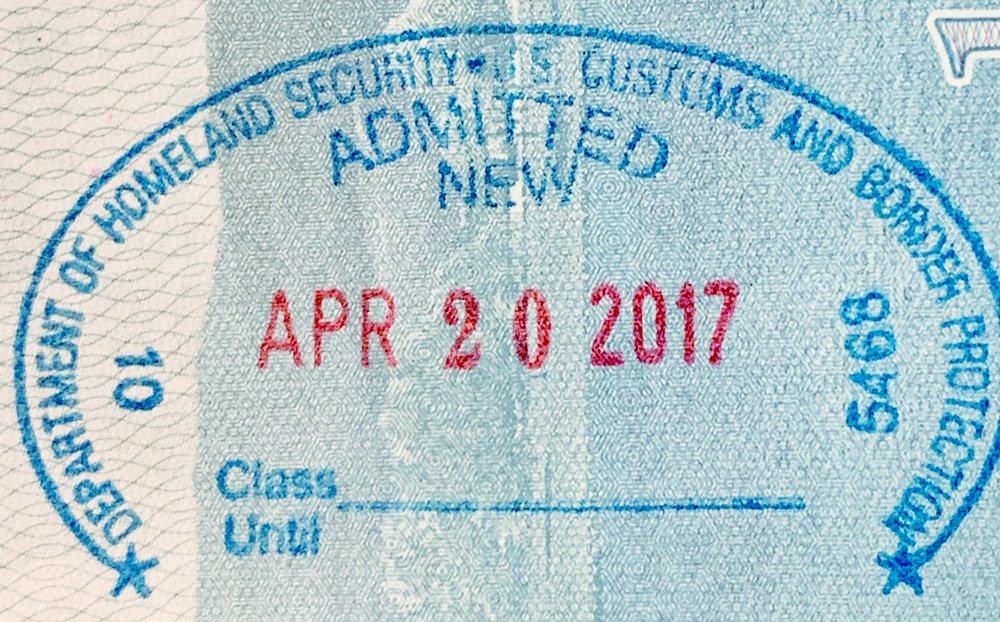 DEPARTMENT OF HOMELAND SECURITY • U.S. CUSTOMS AND BORDER PROTECTION
ADMITTED
NEW
APR 20 2017
10
5468
Class
Until